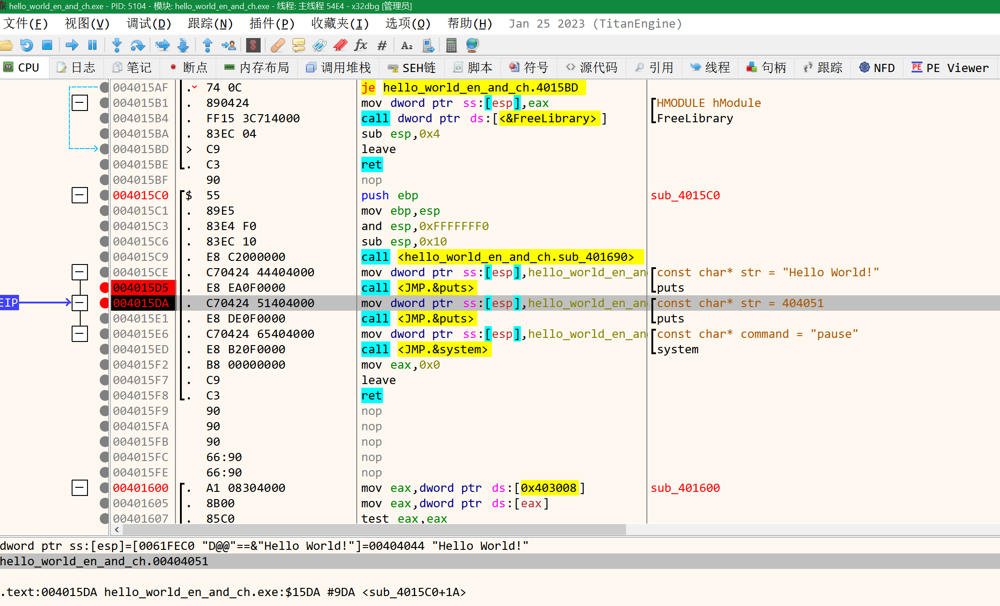 hello_world_en_and_ch.exe - PID: 5104 - 模块: hello_world_en_and_ch.exe - 线程: 主线程 54E4 - x32dbg [管理员]
文件(F) 视图(V) 调试(D) 跟踪(N) 插件(P) 收藏夹(I) 选项(O) 帮助(H) Jan 25 2023 (TitanEngine)
CPU 日志 笔记 断点 内存布局 调用堆栈 SEH链 脚本 符号 源代码 引用 线程 句柄 跟踪 NFD PE PE Viewer
004015AF . 74 0C je hello_world_en_and_ch.4015BD
004015B1 . 890424 mov dword ptr ss:[esp],eax HMODULE hModule
004015B4 . FF15 3C714000 call dword ptr ds:[<&FreeLibrary>] FreeLibrary
004015BA . 83EC 04 sub esp,0x4
004015BD > C9 leave
004015BE . C3 ret
004015BF 90 nop
004015C0 $ 55 push ebp sub_4015C0
004015C1 . 89E5 mov ebp,esp
004015C3 . 83E4 F0 and esp,0xFFFFFFF0
004015C6 . 83EC 10 sub esp,0x10
004015C9 . E8 C2000000 call <hello_world_en_and_ch.sub_401690>
004015CE . C70424 44404000 mov dword ptr ss:[esp],hello_world_en_an const char* str = "Hello World!"
004015D5 . E8 EA0F0000 call <JMP.&puts> puts
EIP 004015DA . C70424 51404000 mov dword ptr ss:[esp],hello_world_en_an const char* str = 404051
004015E1 . E8 DE0F0000 call <JMP.&puts> puts
004015E6 . C70424 65404000 mov dword ptr ss:[esp],hello_world_en_an const char* command = "pause"
004015ED . E8 B20F0000 call <JMP.&system> system
004015F2 . B8 00000000 mov eax,0x0
004015F7 . C9 leave
004015F8 . C3 ret
004015F9 90 nop
004015FA 90 nop
004015FB 90 nop
004015FC 66:90 nop
004015FE 66:90 nop
00401600 . A1 08304000 mov eax,dword ptr ds:[0x403008] sub_401600
00401605 . 8B00 mov eax,dword ptr ds:[eax]
00401607 . 85C0 test eax,eax
dword ptr ss:[esp]=[0061FEC0 "D@@"==&"Hello World!"]=00404044 "Hello World!"
hello_world_en_and_ch.00404051
.text:004015DA hello_world_en_and_ch.exe:$15DA #9DA <sub_4015C0+1A>